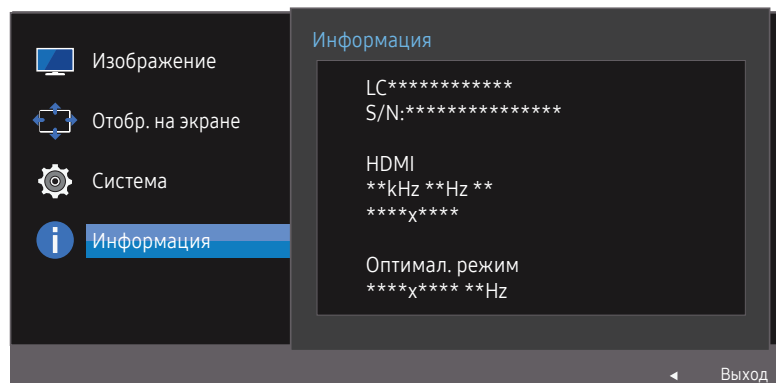 Изображение
Отобр. на экране
Система
Информация
Информация
LC************
S/N:***************
HDMI
**kHz **Hz **
****x****
Оптимал. режим
****x**** **Hz
Выход